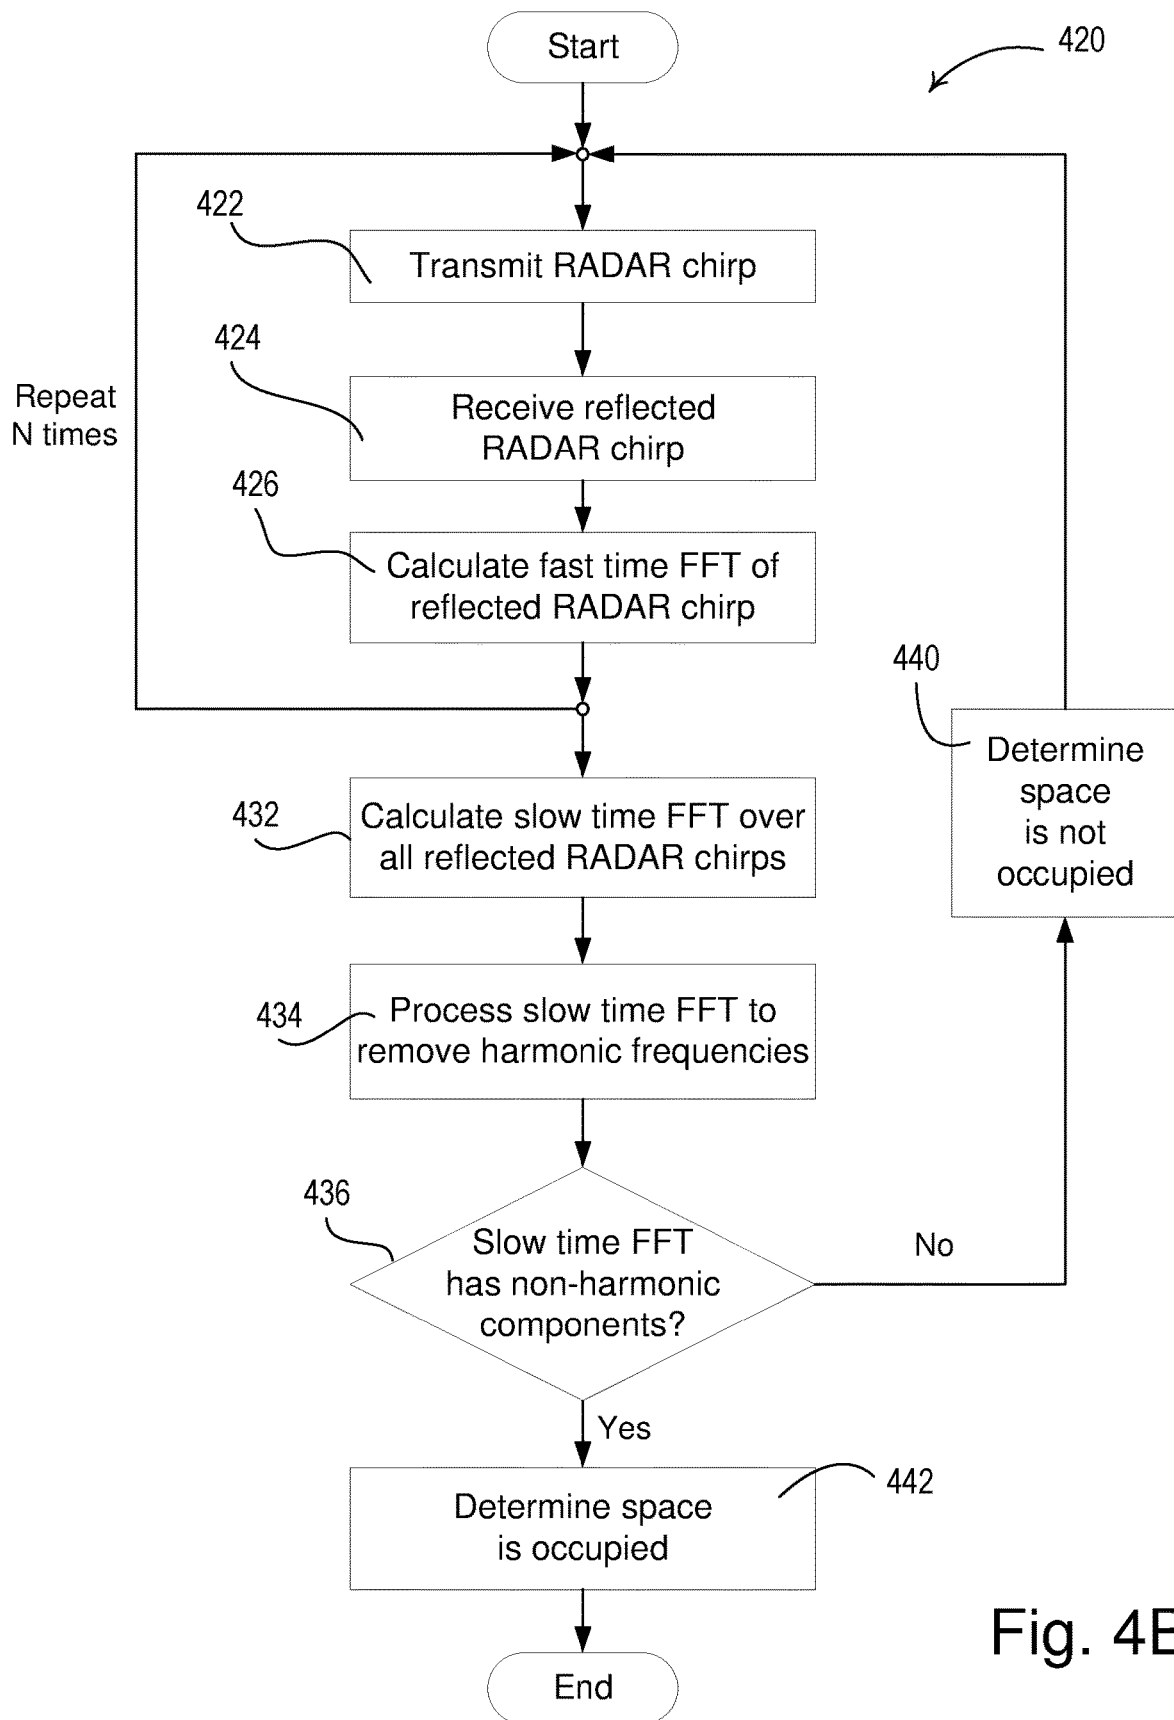 Start
420
422
Transmit RADAR chirp
424
Receive reflected
RADAR chirp
Repeat
N times
426
Calculate fast time FFT of
reflected RADAR chirp
440
Determine
space
is not
occupied
432
Calculate slow time FFT over
all reflected RADAR chirps
434
Process slow time FFT to
remove harmonic frequencies
436
Slow time FFT
has non-harmonic
components?
No
Yes
442
Determine space
is occupied
End
Fig. 4B